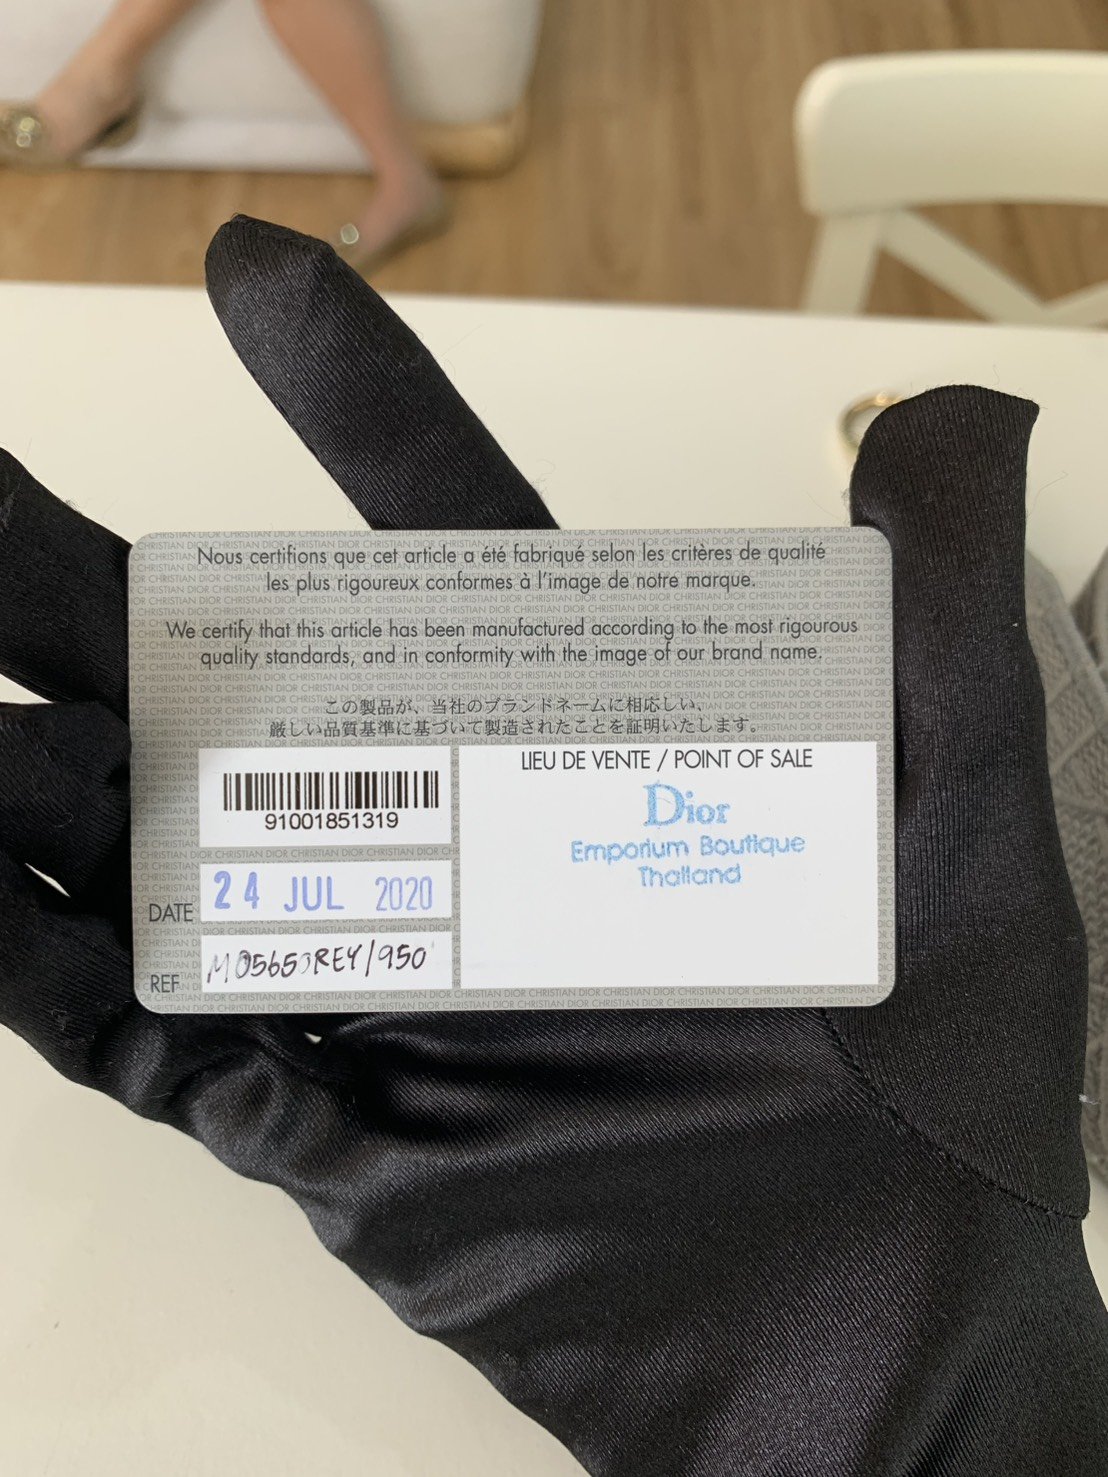 Nous certifions que cet article a été fabriqué selon les critères de qualité
les plus rigoureux conformes à l'image de notre marque.
We certify that this article has been manufactured according to the most rigourous
quality standards, and in conformity with the image of our brand name.
この製品が、当社のブランドネームに相応しい、
厳しい品質基準に基づいて製造されたことを証明いたします。
91001851319
DATE 24 JUL 2020
REF M0565OREY/950
LIEU DE VENTE / POINT OF SALE
Dior
Emporium Boutique
Thailand